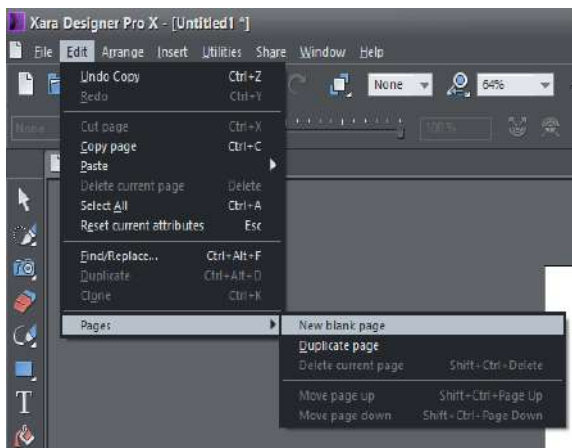 Xara Designer Pro X - [Untitled1 *]
File Edit Arrange Insert Utilities Share Window Help
Undo Copy Ctrl+Z
Redo Ctrl+Y
None 64%
Cut page Ctrl+X
None 100%
Copy page Ctrl+C
Paste
Delete current page Delete
Select All Ctrl+A
Reset current attributes Esc
Find/Replace... Ctrl+Alt+F
Duplicate Ctrl+Alt+D
Clone Ctrl+K
Pages
New blank page
Duplicate page
Delete current page Shift+Ctrl+Delete
Move page up Shift+Ctrl+Page Up
Move page down Shift+Ctrl+Page Down
T